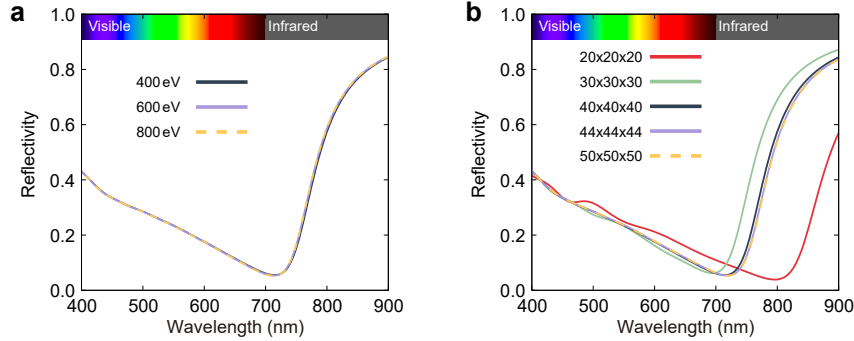 a
Visible
Infrared
1.0
0.8
0.6
0.4
0.2
0.0
Reflectivity
400 eV
600 eV
800 eV
400
500
600
700
800
900
Wavelength (nm)
b
Visible
Infrared
1.0
0.8
0.6
0.4
0.2
0.0
Reflectivity
20x20x20
30x30x30
40x40x40
44x44x44
50x50x50
400
500
600
700
800
900
Wavelength (nm)